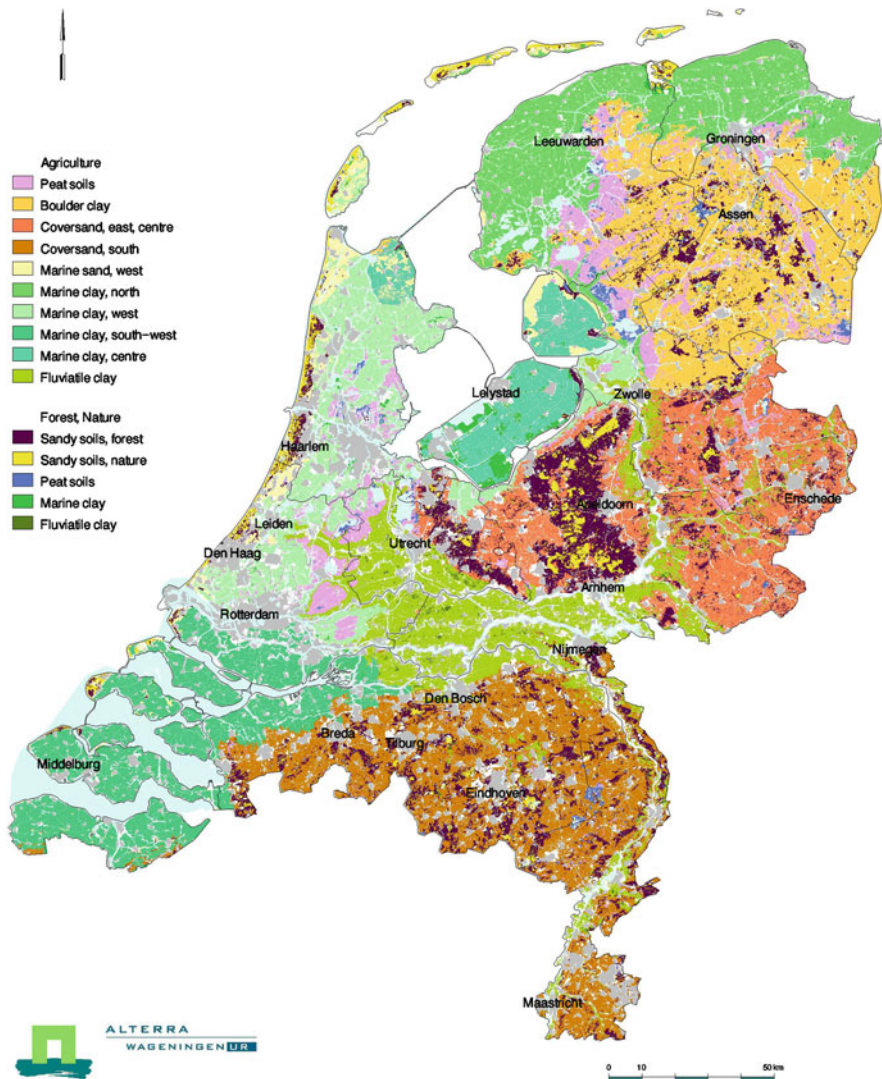 Agriculture
Peat soils
Boulder clay
Coversand, east, centre
Coversand, south
Marine sand, west
Marine clay, north
Marine clay, west
Marine clay, south-west
Marine clay, centre
Fluviatile clay
Forest, Nature
Sandy soils, forest
Sandy soils, nature
Peat soils
Marine clay
Fluviatile clay
Leeuwarden
Groningen
Assen
Lelystad
Zwolle
Haarlem
Apeldoorn
Enschede
Leiden
Utrecht
Den Haag
Arnhem
Rotterdam
Nijmegen
Den Bosch
Breda
Tilburg
Middelburg
Eindhoven
Maastricht
ALTERRA
WAGENINGEN UR
0 10 50 km